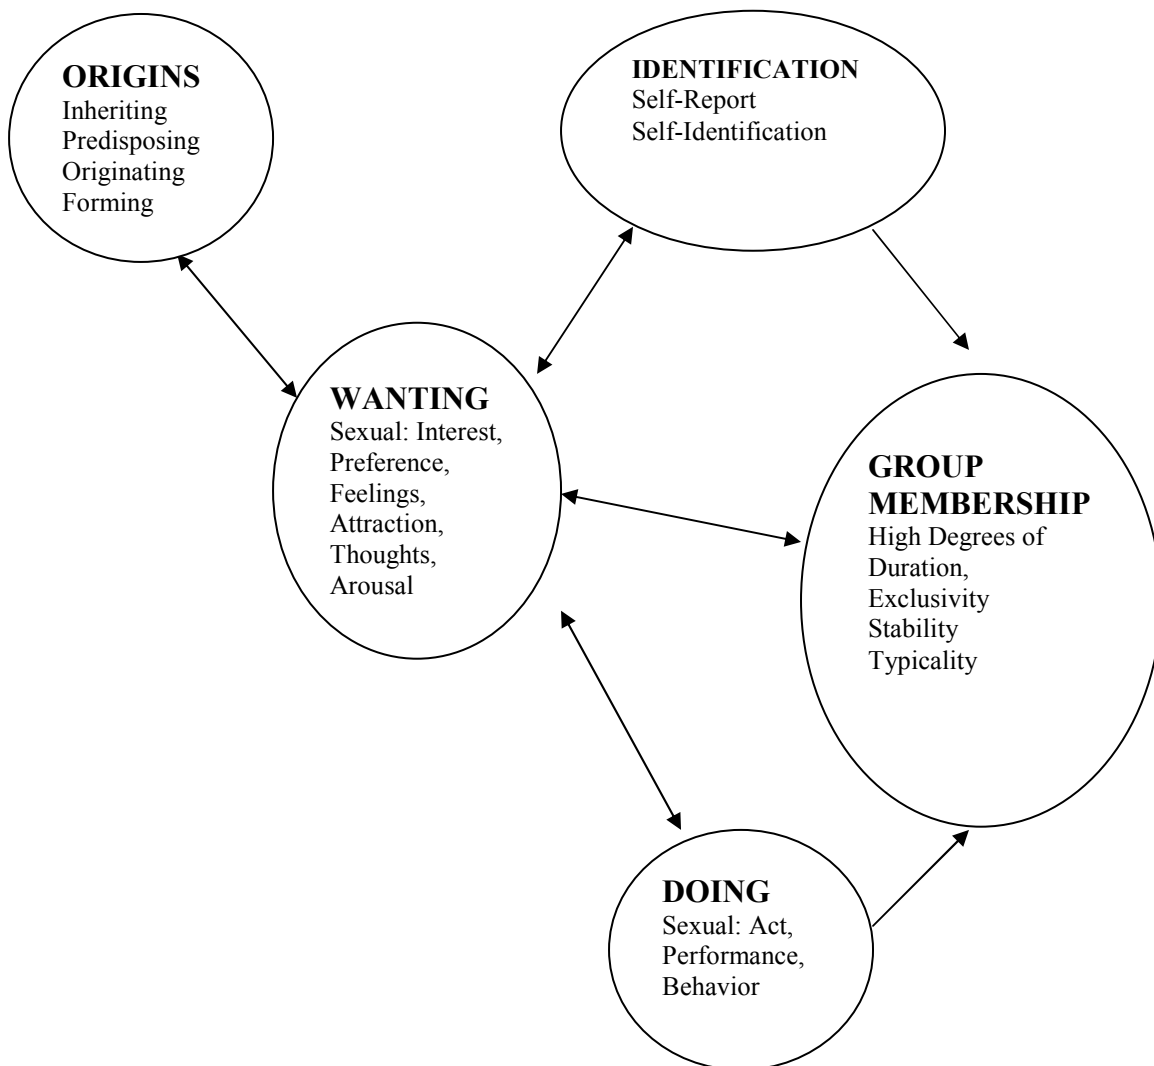 ORIGINS
Inheriting
Predisposing
Originating
Forming
IDENTIFICATION
Self-Report
Self-Identification
WANTING
Sexual: Interest,
Preference,
Feelings,
Attraction,
Thoughts,
Arousal
GROUP
MEMBERSHIP
High Degrees of
Duration,
Exclusivity
Stability
Typicality
DOING
Sexual: Act,
Performance,
Behavior